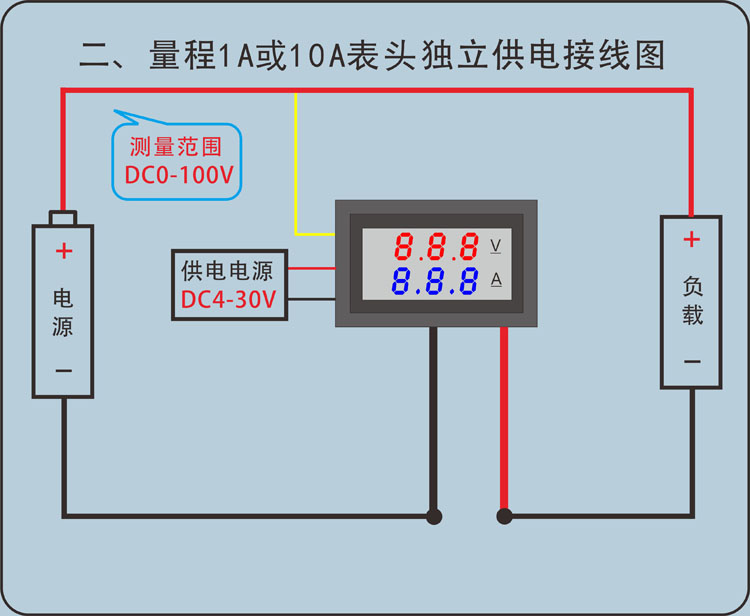 二、量程1A或10A表头独立供电接线图
测量范围
DC0-100V
供电电源
DC4-30V
8.8.8 V
8.8.8 A
+
电源
−
+
负载
−